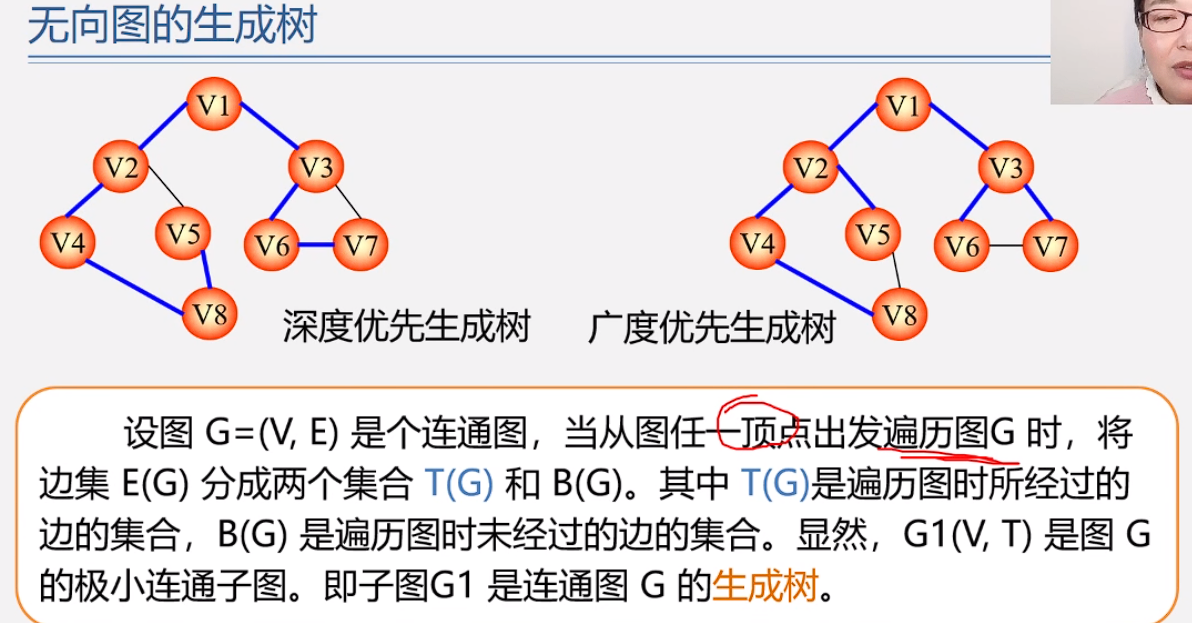 无向图的生成树
V1
V2
V3
V4
V5
V6
V7
V8
深度优先生成树
V1
V2
V3
V4
V5
V6
V7
V8
广度优先生成树
设图 G=(V, E) 是个连通图，当从图任一顶点出发遍历图G 时，将
边集 E(G) 分成两个集合 T(G) 和 B(G)。其中 T(G)是遍历图时所经过的
边的集合，B(G) 是遍历图时未经过的边的集合。显然，G1(V, T) 是图 G
的极小连通子图。即子图G1 是连通图 G 的生成树。